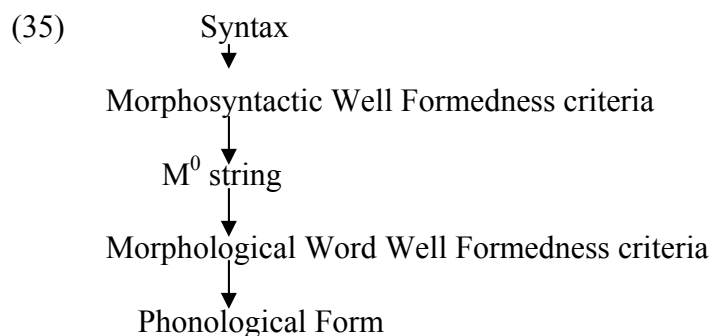 (35) Syntax
Morphosyntactic Well Formedness criteria
M⁰ string
Morphological Word Well Formedness criteria
Phonological Form